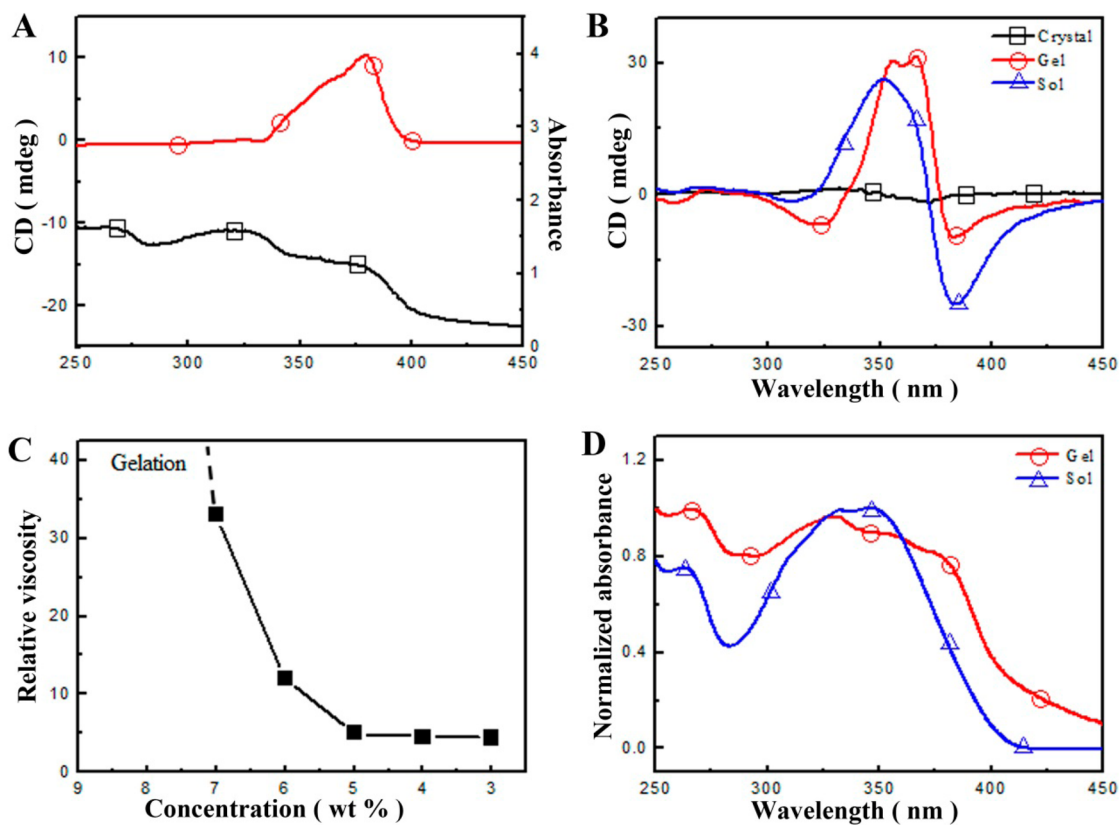 A
10
0
-10
-20
CD ( mdeg )
4
3
2
1
0
Absorbance
250
300
350
400
450
B
30
0
-30
CD ( mdeg )
Crystal
Gel
Sol
250
300
350
400
450
Wavelength ( nm )
C
Gelation
40
30
20
10
0
Relative viscosity
9
8
7
6
5
4
3
Concentration ( wt % )
D
1.2
0.8
0.4
0.0
Normalized absorbance
Gel
Sol
250
300
350
400
450
Wavelength ( nm )